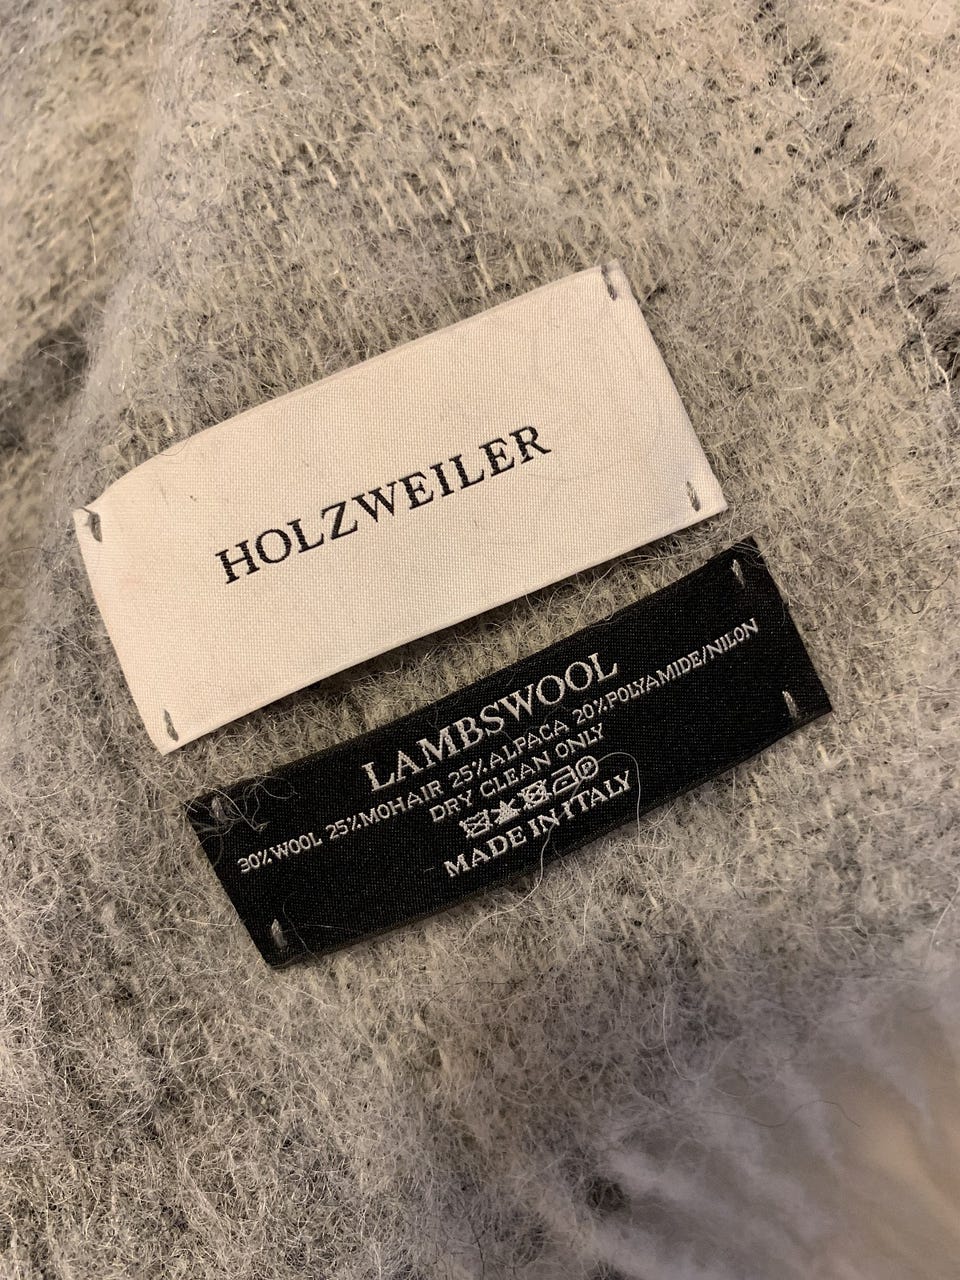 HOLZWEILER
LAMBSWOOL
30%WOOL 25%MOHAIR 25%ALPACA 20%POLYAMIDE/NILON
DRY CLEAN ONLY
MADE IN ITALY